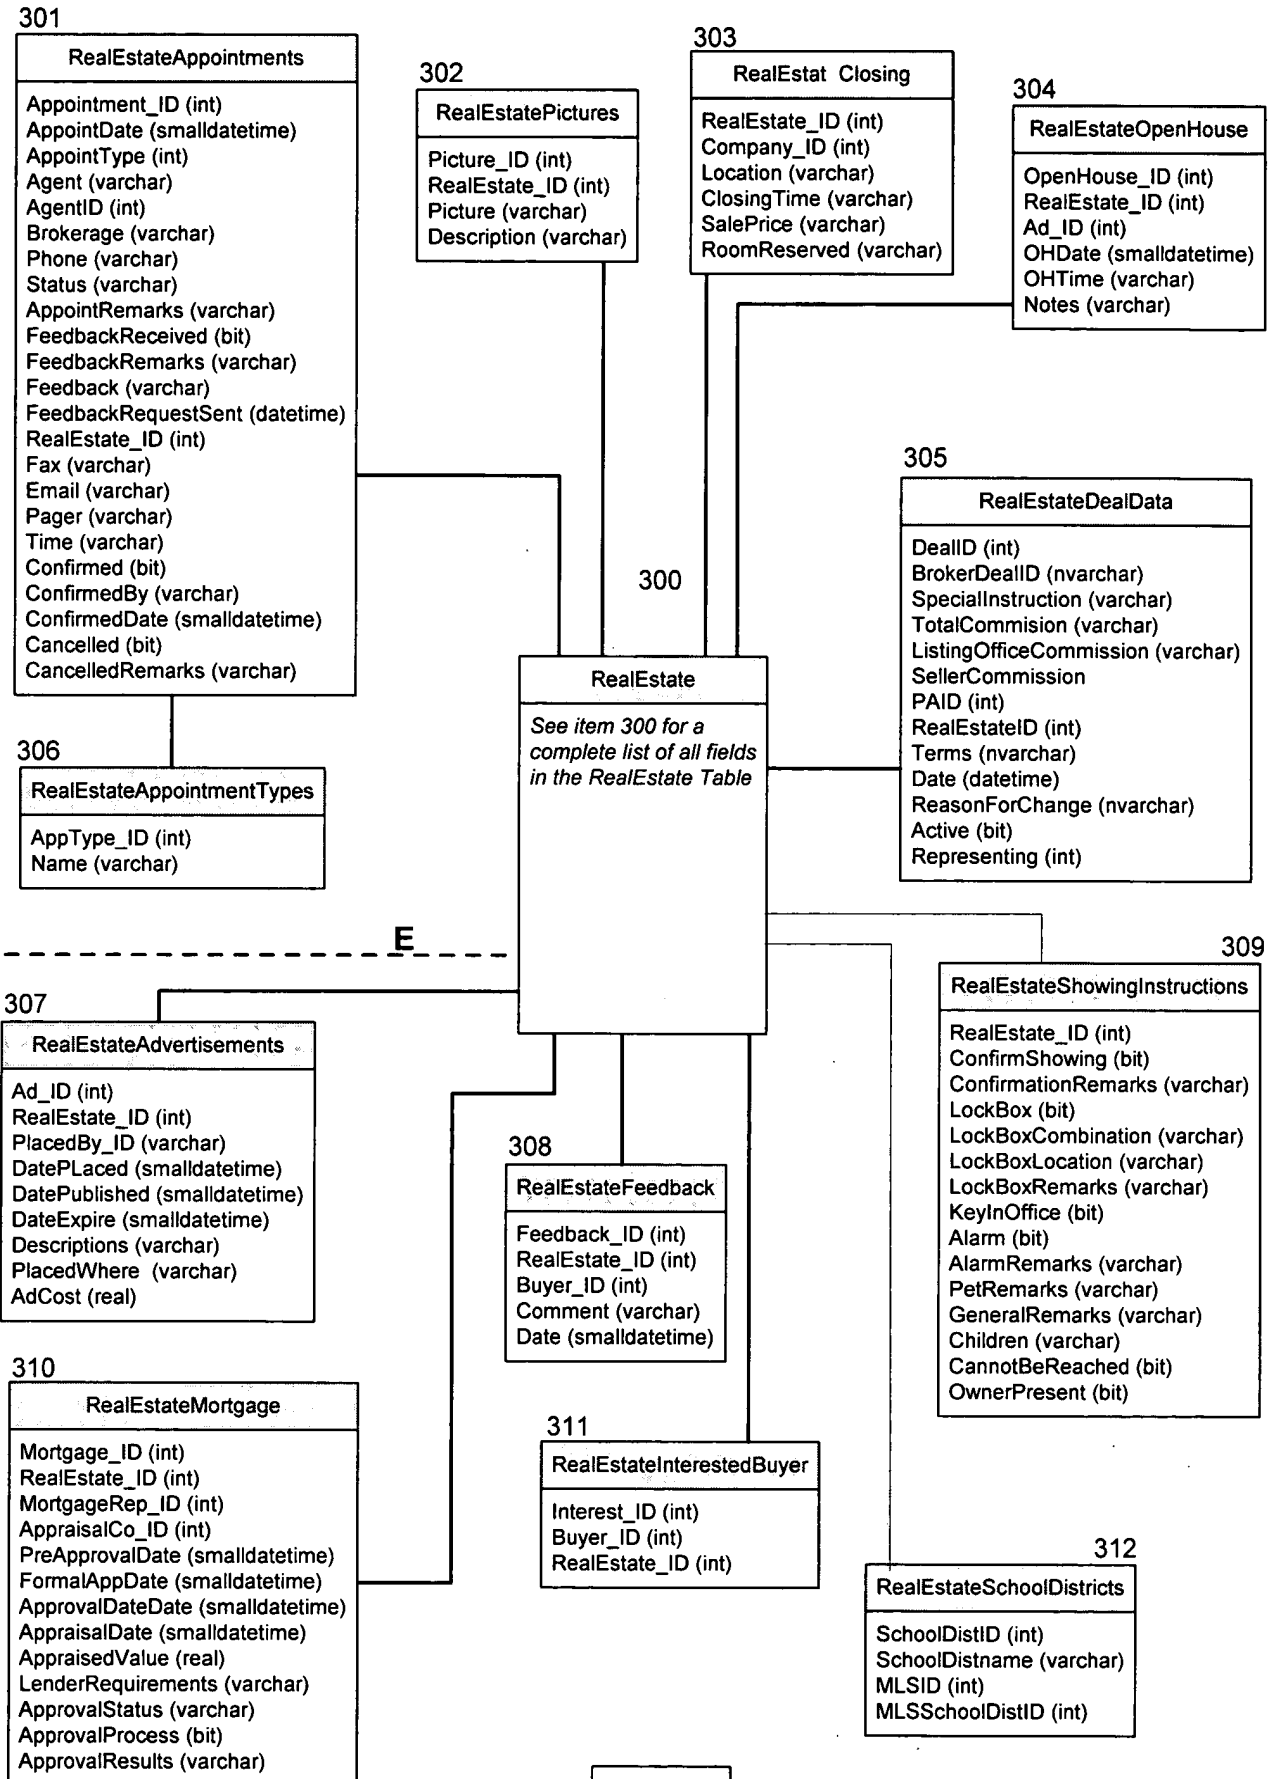 301
RealEstateAppointments
Appointment_ID (int)
AppointDate (smalldatetime)
AppointType (int)
Agent (varchar)
AgentID (int)
Brokerage (varchar)
Phone (varchar)
Status (varchar)
AppointRemarks (varchar)
FeedbackReceived (bit)
FeedbackRemarks (varchar)
Feedback (varchar)
FeedbackRequestSent (datetime)
RealEstate_ID (int)
Fax (varchar)
Email (varchar)
Pager (varchar)
Time (varchar)
Confirmed (bit)
ConfirmedBy (varchar)
ConfirmedDate (smalldatetime)
Cancelled (bit)
CancelledRemarks (varchar)
302
RealEstatePictures
Picture_ID (int)
RealEstate_ID (int)
Picture (varchar)
Description (varchar)
303
RealEstat Closing
RealEstate_ID (int)
Company_ID (int)
Location (varchar)
ClosingTime (varchar)
SalePrice (varchar)
RoomReserved (varchar)
304
RealEstateOpenHouse
OpenHouse_ID (int)
RealEstate_ID (int)
Ad_ID (int)
OHDate (smalldatetime)
OHTime (varchar)
Notes (varchar)
305
RealEstateDealData
DealID (int)
BrokerDealID (nvarchar)
SpecialInstruction (varchar)
TotalCommision (varchar)
ListingOfficeCommission (varchar)
SellerCommission
PAID (int)
RealEstateID (int)
Terms (nvarchar)
Date (datetime)
ReasonForChange (nvarchar)
Active (bit)
Representing (int)
300
RealEstate
See item 300 for a
complete list of all fields
in the RealEstate Table
306
RealEstateAppointmentTypes
AppType_ID (int)
Name (varchar)
E
307
RealEstateAdvertisements
Ad_ID (int)
RealEstate_ID (int)
PlacedBy_ID (varchar)
DatePLaced (smalldatetime)
DatePublished (smalldatetime)
DateExpire (smalldatetime)
Descriptions (varchar)
PlacedWhere (varchar)
AdCost (real)
308
RealEstateFeedback
Feedback_ID (int)
RealEstate_ID (int)
Buyer_ID (int)
Comment (varchar)
Date (smalldatetime)
309
RealEstateShowingInstructions
RealEstate_ID (int)
ConfirmShowing (bit)
ConfirmationRemarks (varchar)
LockBox (bit)
LockBoxCombination (varchar)
LockBoxLocation (varchar)
LockBoxRemarks (varchar)
KeyInOffice (bit)
Alarm (bit)
AlarmRemarks (varchar)
PetRemarks (varchar)
GeneralRemarks (varchar)
Children (varchar)
CannotBeReached (bit)
OwnerPresent (bit)
310
RealEstateMortgage
Mortgage_ID (int)
RealEstate_ID (int)
MortgageRep_ID (int)
AppraisalCo_ID (int)
PreApprovalDate (smalldatetime)
FormalAppDate (smalldatetime)
ApprovalDateDate (smalldatetime)
AppraisalDate (smalldatetime)
AppraisedValue (real)
LenderRequirements (varchar)
ApprovalStatus (varchar)
ApprovalProcess (bit)
ApprovalResults (varchar)
311
RealEstateInterestedBuyer
Interest_ID (int)
Buyer_ID (int)
RealEstate_ID (int)
312
RealEstateSchoolDistricts
SchoolDistID (int)
SchoolDistname (varchar)
MLSID (int)
MLSSchoolDistID (int)